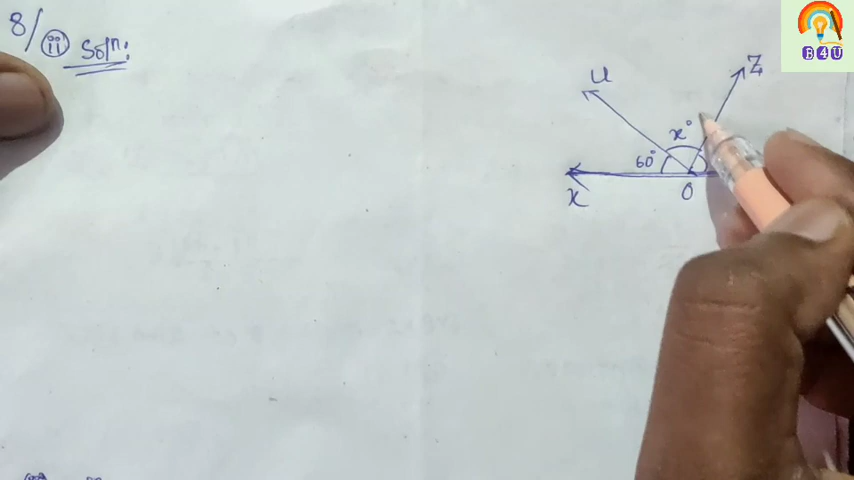 8/ (ii) Solⁿ:
U
Z
x°
60°
X
O
B4U